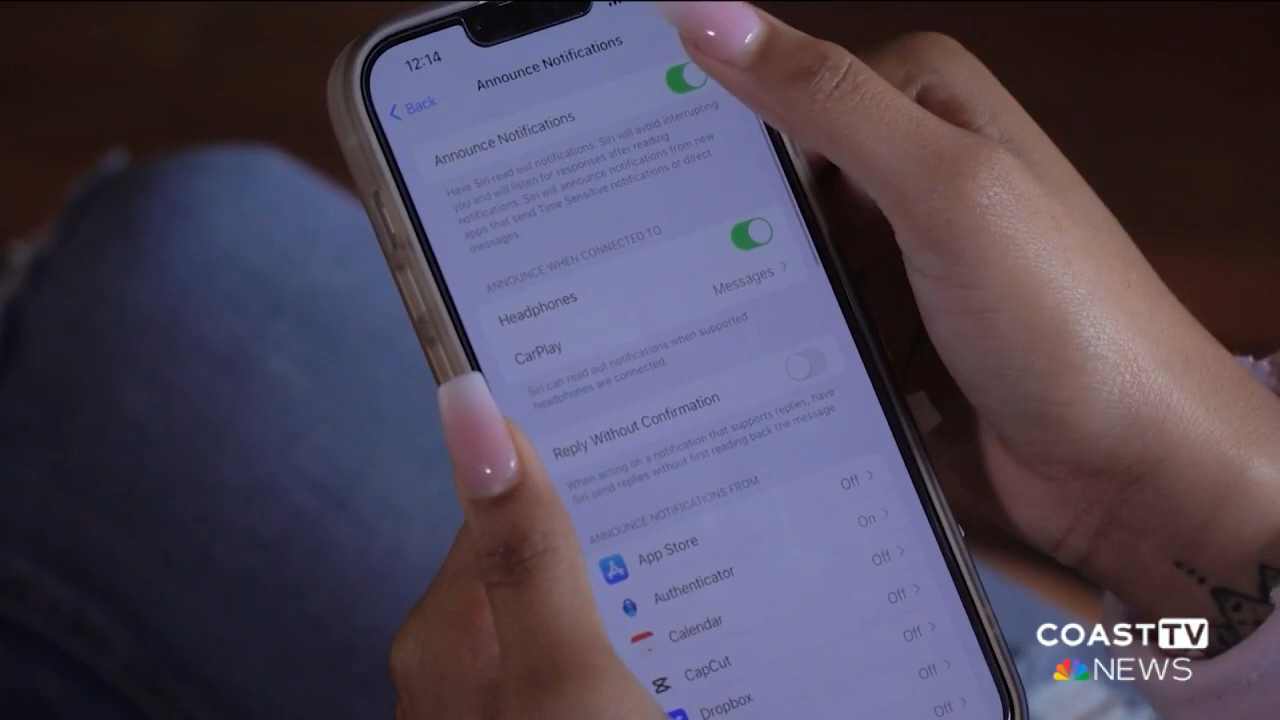 12:14
Back
Announce Notifications
Announce Notifications
Have Siri read out notifications. Siri will avoid interrupting
you and will listen for responses after reading
notifications. Siri will announce notifications from new
apps that send Time Sensitive notifications or direct
messages.
ANNOUNCE WHEN CONNECTED TO
Headphones
CarPlay Messages
Siri can read out notifications when supported
headphones are connected.
Reply Without Confirmation
When acting on a notification that supports replies, have
Siri send replies without first reading back the message.
ANNOUNCE NOTIFICATIONS FROM
App Store Off
Authenticator On
Calendar Off
CapCut Off
Dropbox Off
Off
Off
COAST TV
NEWS